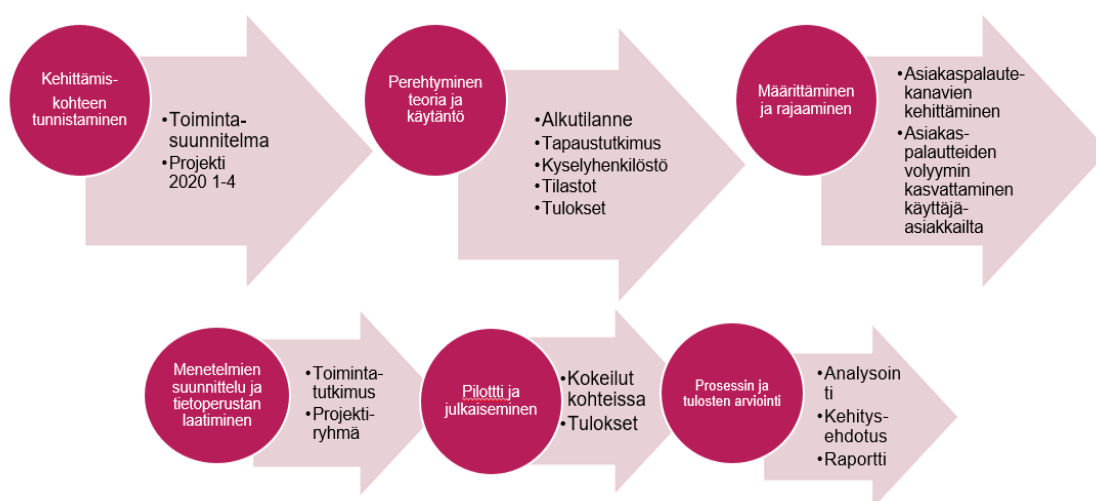 Kehittämis-
kohteen
tunnistaminen
•Toiminta-
suunnitelma
•Projekti
2020 1-4
Perehtyminen
teoria ja
käytäntö
•Alkutilanne
•Tapaustutkimus
•Kyselyhenkilöstö
•Tilastot
•Tulokset
Määrittäminen
ja rajaaminen
•Asiakaspalaute-
kanavien
kehittäminen
•Asiakas-
palautteiden
volyymin
kasvattaminen
käyttäjä-
asiakkailta
Menetelmien
suunnittelu ja
tietoperustan
laatiminen
•Toiminta-
tutkimus
•Projekti-
ryhmä
Pilottti ja
julkaiseminen
•Kokeilut
kohteissa
•Tulokset
Prosessin ja
tulosten arviointi
•Analysoin
ti
•Kehitys-
ehdotus
•Raportti